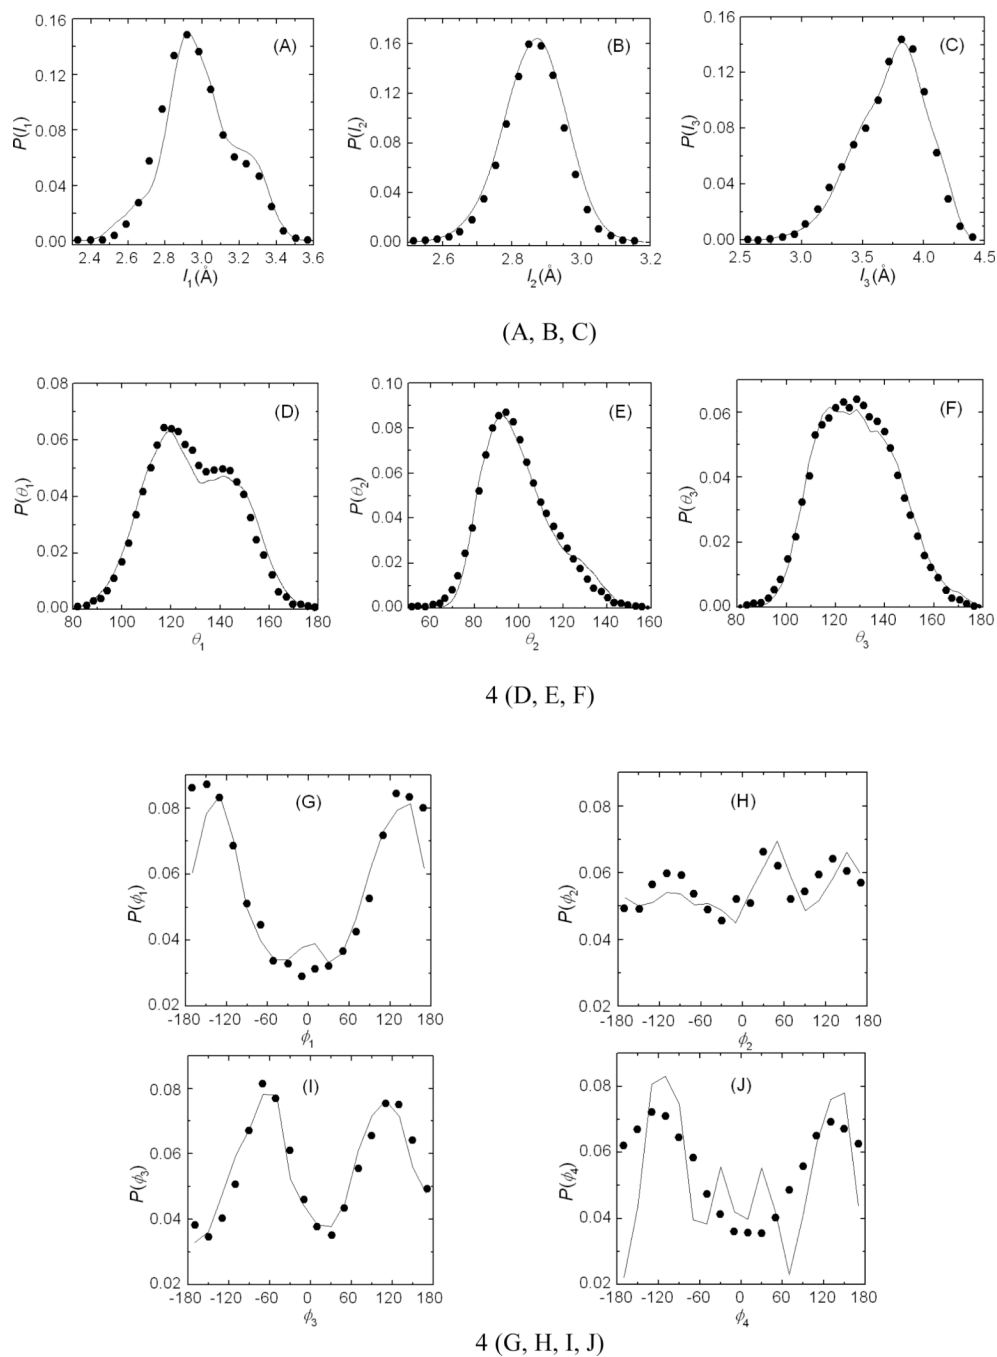 (A)
P(l1)
0.16
0.12
0.08
0.04
0.00
2.4 2.6 2.8 3.0 3.2 3.4 3.6
l1(Å)
(B)
P(l2)
0.16
0.12
0.08
0.04
0.00
2.6 2.8 3.0 3.2
l2(Å)
(C)
P(l3)
0.16
0.12
0.08
0.04
0.00
2.5 3.0 3.5 4.0 4.5
l3(Å)
(A, B, C)
(D)
P(θ1)
0.08
0.06
0.04
0.02
0.00
80 100 120 140 160 180
θ1
(E)
P(θ2)
0.10
0.08
0.06
0.04
0.02
0.00
60 80 100 120 140 160
θ2
(F)
P(θ3)
0.06
0.04
0.02
0.00
80 100 120 140 160 180
θ3
4 (D, E, F)
(G)
P(ϕ1)
0.08
0.06
0.04
0.02
-180 -120 -60 0 60 120 180
ϕ1
(H)
P(ϕ2)
0.08
0.06
0.04
0.02
-180 -120 -60 0 60 120 180
ϕ2
(I)
P(ϕ3)
0.08
0.06
0.04
0.02
-180 -120 -60 0 60 120 180
ϕ3
(J)
P(ϕ4)
0.08
0.06
0.04
0.02
-180 -120 -60 0 60 120 180
ϕ4
4 (G, H, I, J)